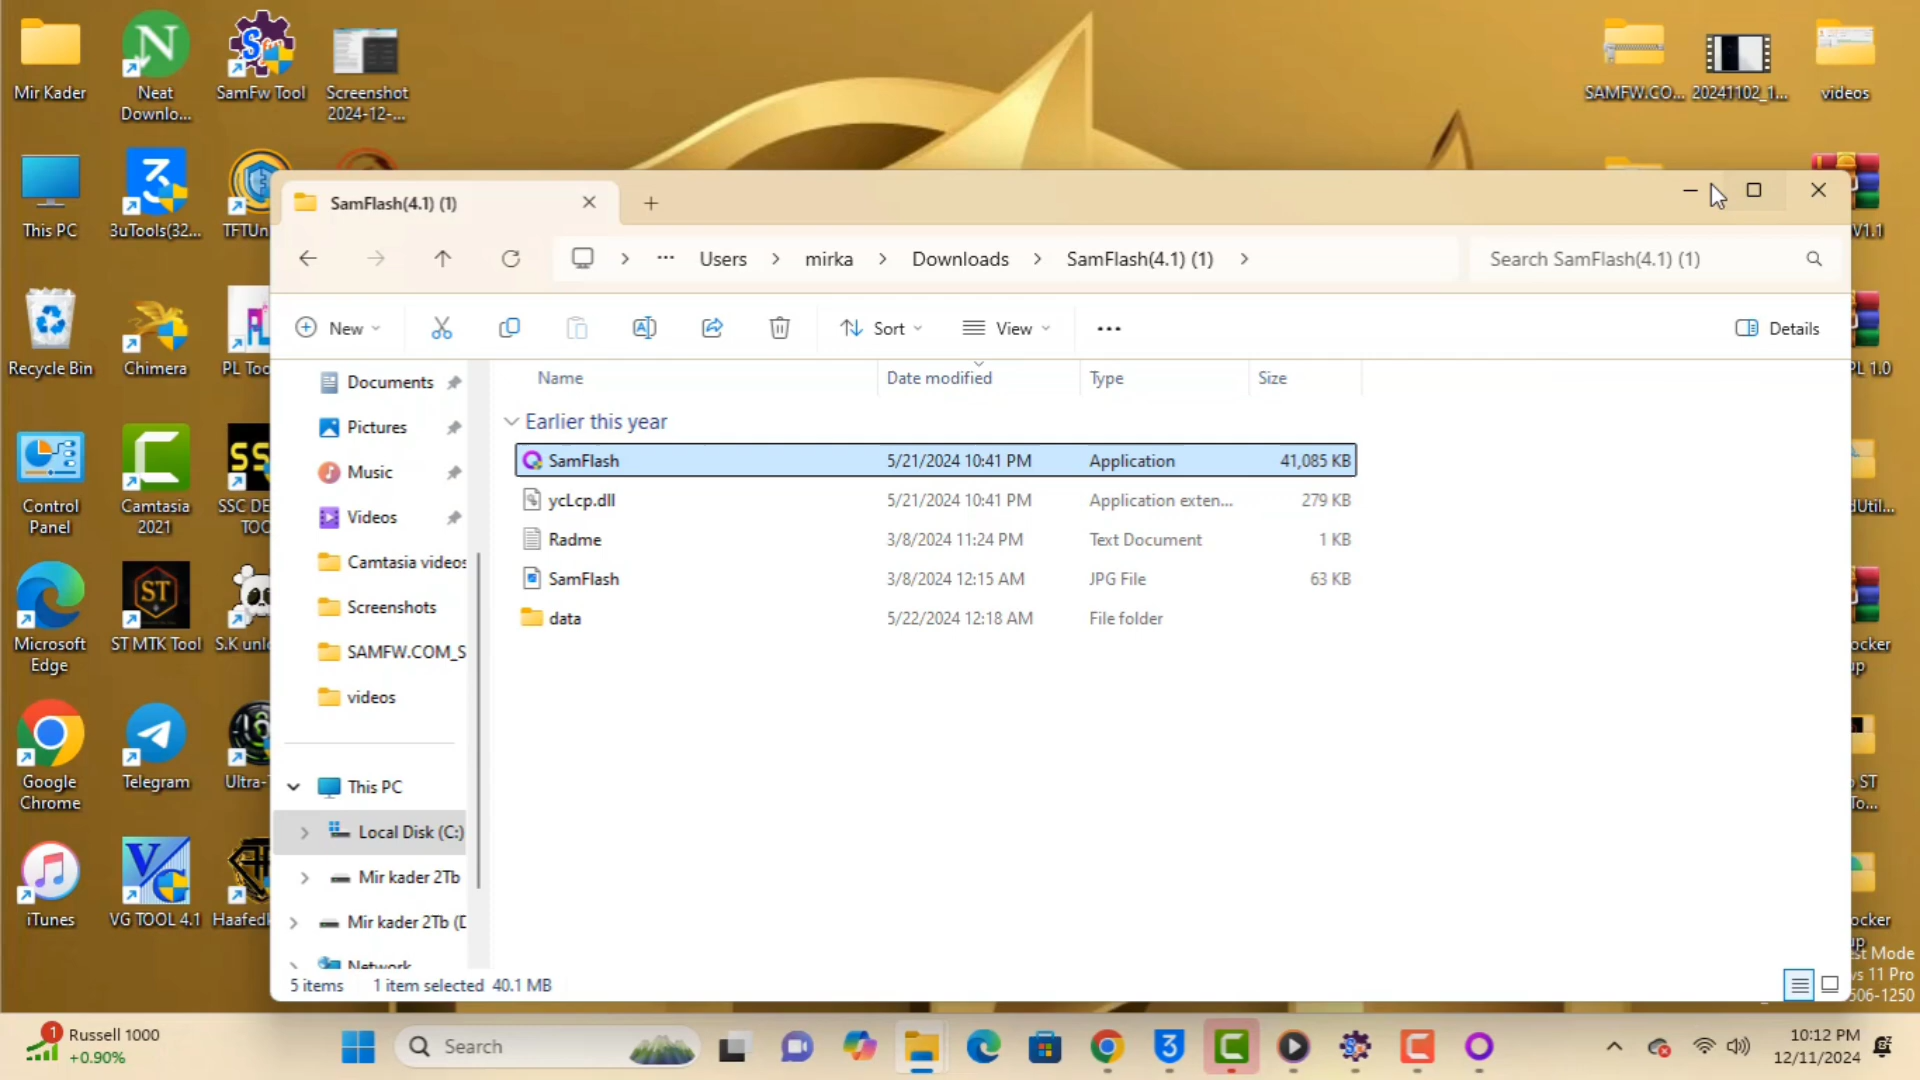 Mir Kader
Neat
Downlo...
SamFw Tool
Screenshot
2024-12-...
SAMFW.CO...
20241102_1...
videos
This PC
3uTools(32...
TFTUn
V1.1
Recycle Bin
Chimera
PL Too
PL 1.0
Control
Panel
Camtasia
2021
SSC DE
TOO
dUtil...
Microsoft
Edge
ST MTK Tool
S.K unl
ocker
up
Google
Chrome
Telegram
Ultra-
o ST
To...
iTunes
VG TOOL 4.1
Haafedk
ocker
up
st Mode
ws 11 Pro
506-1250
SamFlash(4.1) (1)
Users
mirka
Downloads
SamFlash(4.1) (1)
Search SamFlash(4.1) (1)
New
Sort
View
Details
Documents
Pictures
Music
Videos
Camtasia videos
Screenshots
SAMFW.COM_S
videos
This PC
Local Disk (C:)
Mir kader 2Tb
Mir kader 2Tb (D
Network
Name Date modified Type Size
Earlier this year
SamFlash 5/21/2024 10:41 PM Application 41,085 KB
ycLcp.dll 5/21/2024 10:41 PM Application exten... 279 KB
Radme 3/8/2024 11:24 PM Text Document 1 KB
SamFlash 3/8/2024 12:15 AM JPG File 63 KB
data 5/22/2024 12:18 AM File folder
5 items 1 item selected 40.1 MB
1
Russell 1000
+0.90%
Search
10:12 PM
12/11/2024